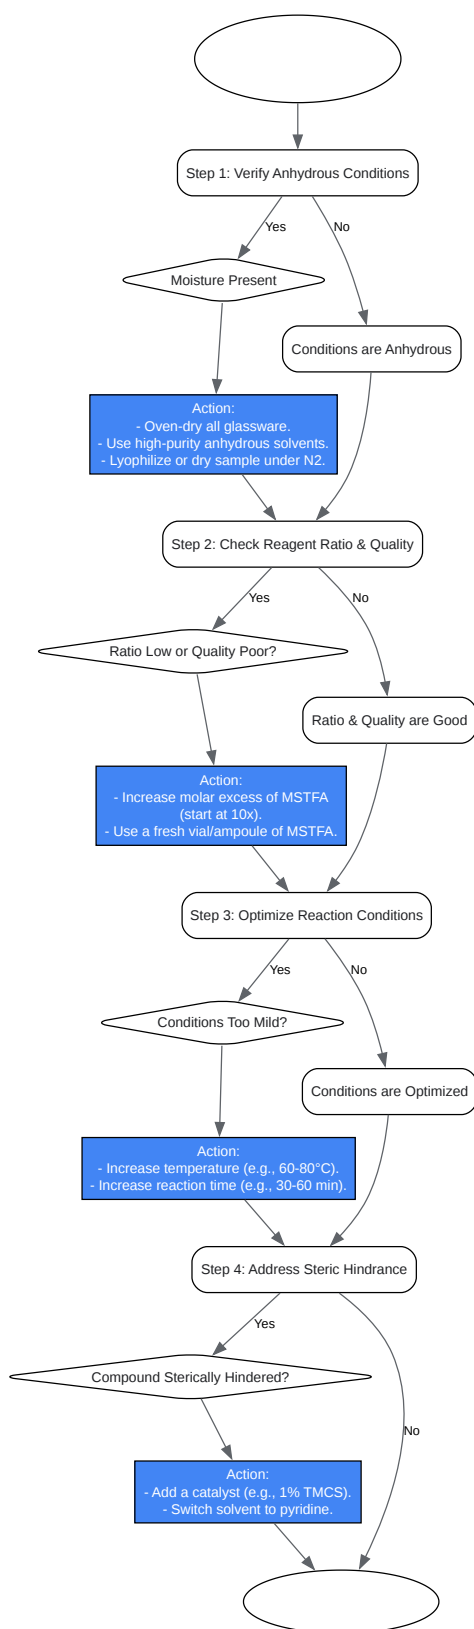 Step 1: Verify Anhydrous Conditions
Yes
No
Moisture Present
Conditions are Anhydrous
Action:
- Oven-dry all glassware.
- Use high-purity anhydrous solvents.
- Lyophilize or dry sample under N2.
Step 2: Check Reagent Ratio & Quality
Yes
No
Ratio Low or Quality Poor?
Ratio & Quality are Good
Action:
- Increase molar excess of MSTFA
(start at 10x).
- Use a fresh vial/ampoule of MSTFA.
Step 3: Optimize Reaction Conditions
Yes
No
Conditions Too Mild?
Conditions are Optimized
Action:
- Increase temperature (e.g., 60-80°C).
- Increase reaction time (e.g., 30-60 min).
Step 4: Address Steric Hindrance
Yes
Compound Sterically Hindered?
No
Action:
- Add a catalyst (e.g., 1% TMCS).
- Switch solvent to pyridine.